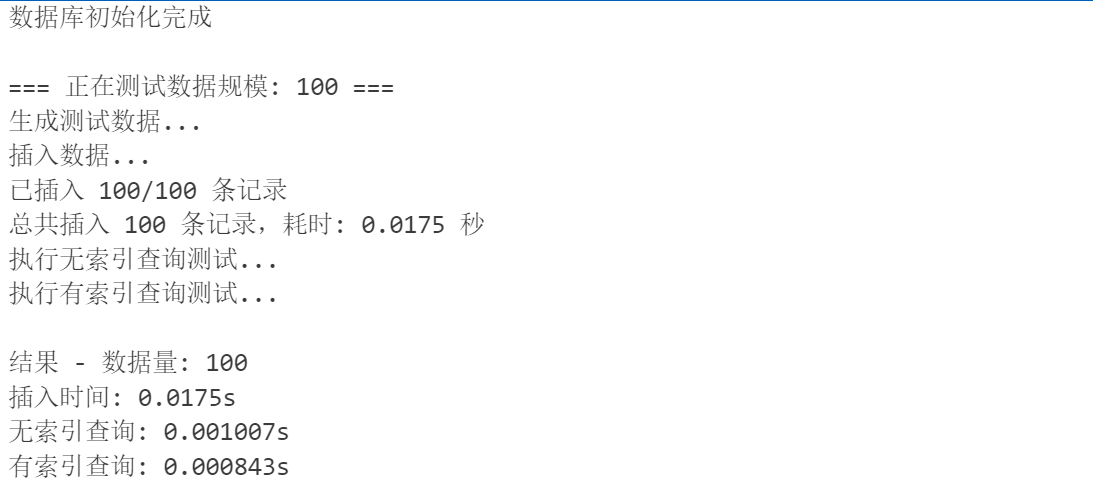 数据库初始化完成
=== 正在测试数据规模: 100 ===
生成测试数据...
插入数据...
已插入 100/100 条记录
总共插入 100 条记录，耗时: 0.0175 秒
执行无索引查询测试...
执行有索引查询测试...
结果 - 数据量: 100
插入时间: 0.0175s
无索引查询: 0.001007s
有索引查询: 0.000843s